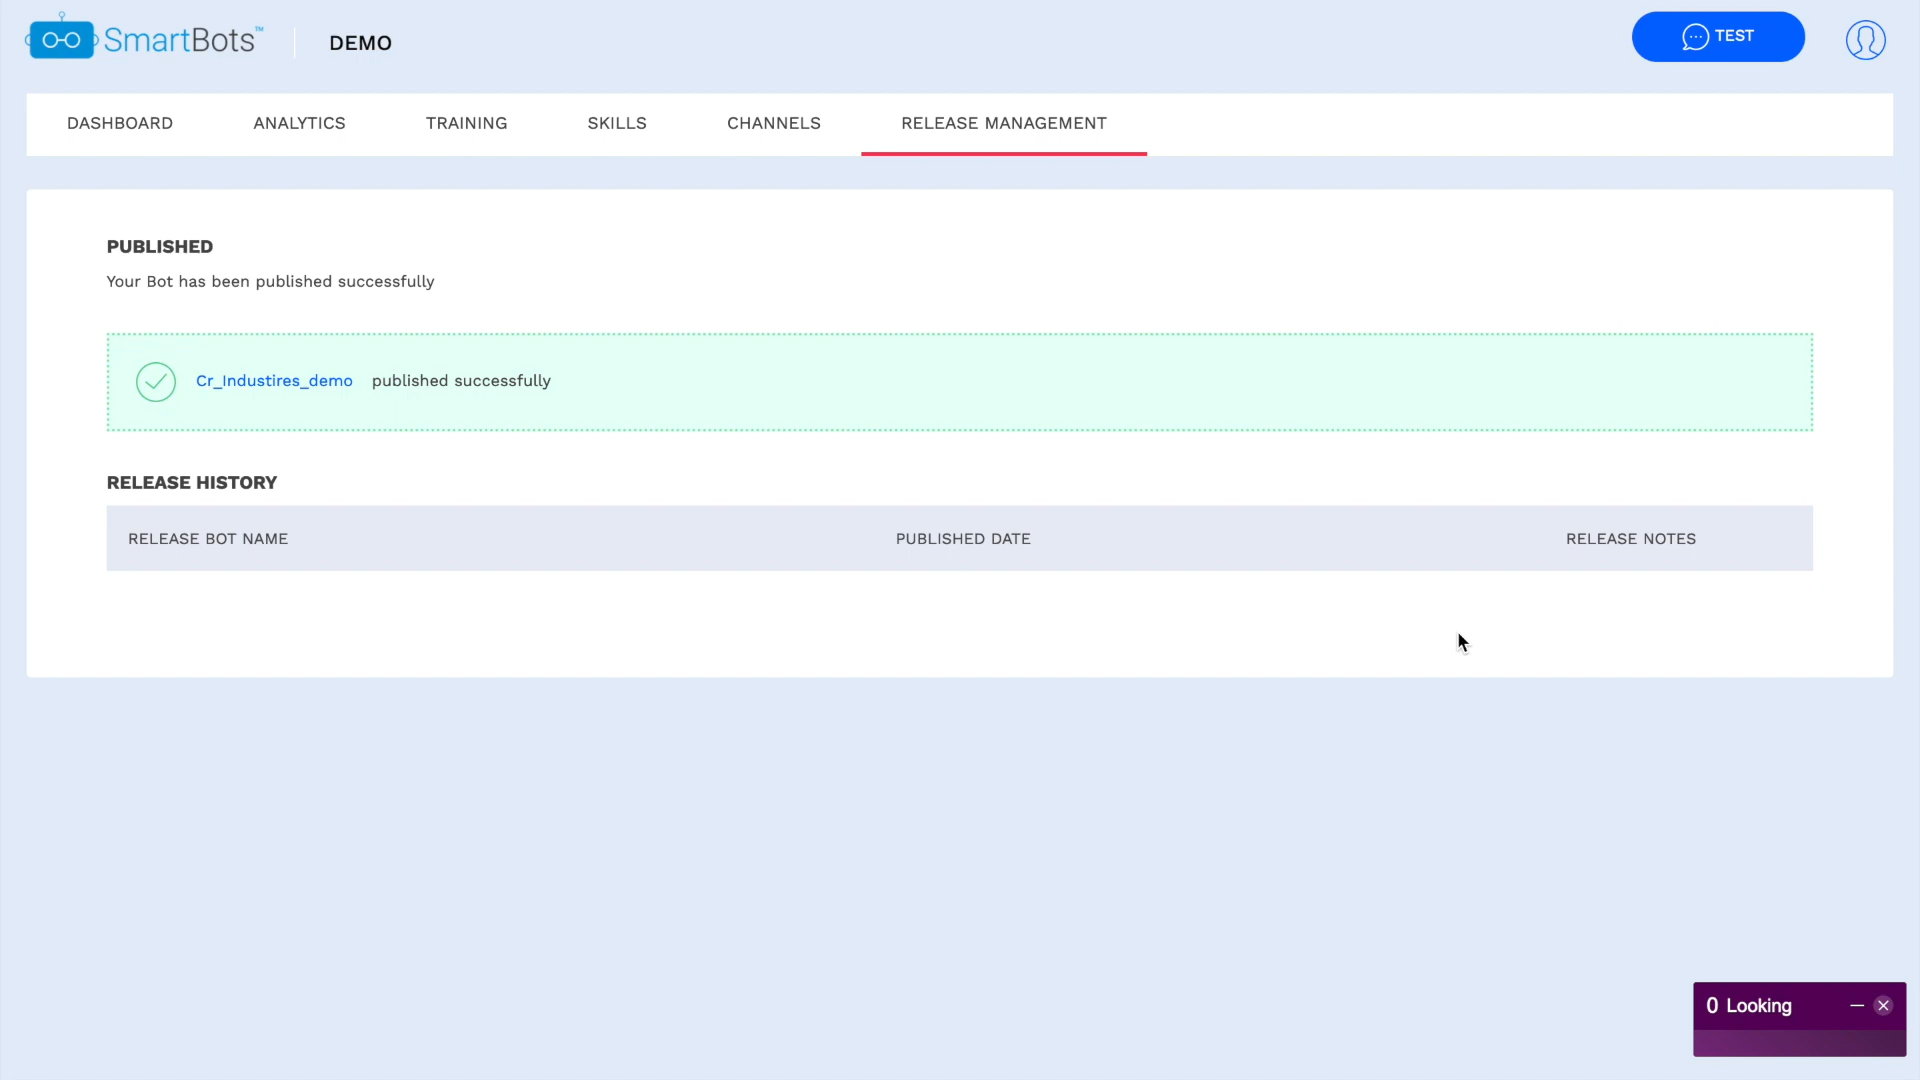 SmartBots™
DEMO
TEST
DASHBOARD
ANALYTICS
TRAINING
SKILLS
CHANNELS
RELEASE MANAGEMENT
PUBLISHED
Your Bot has been published successfully
Cr_Industires_demo published successfully
RELEASE HISTORY
RELEASE BOT NAME
PUBLISHED DATE
RELEASE NOTES
0 Looking